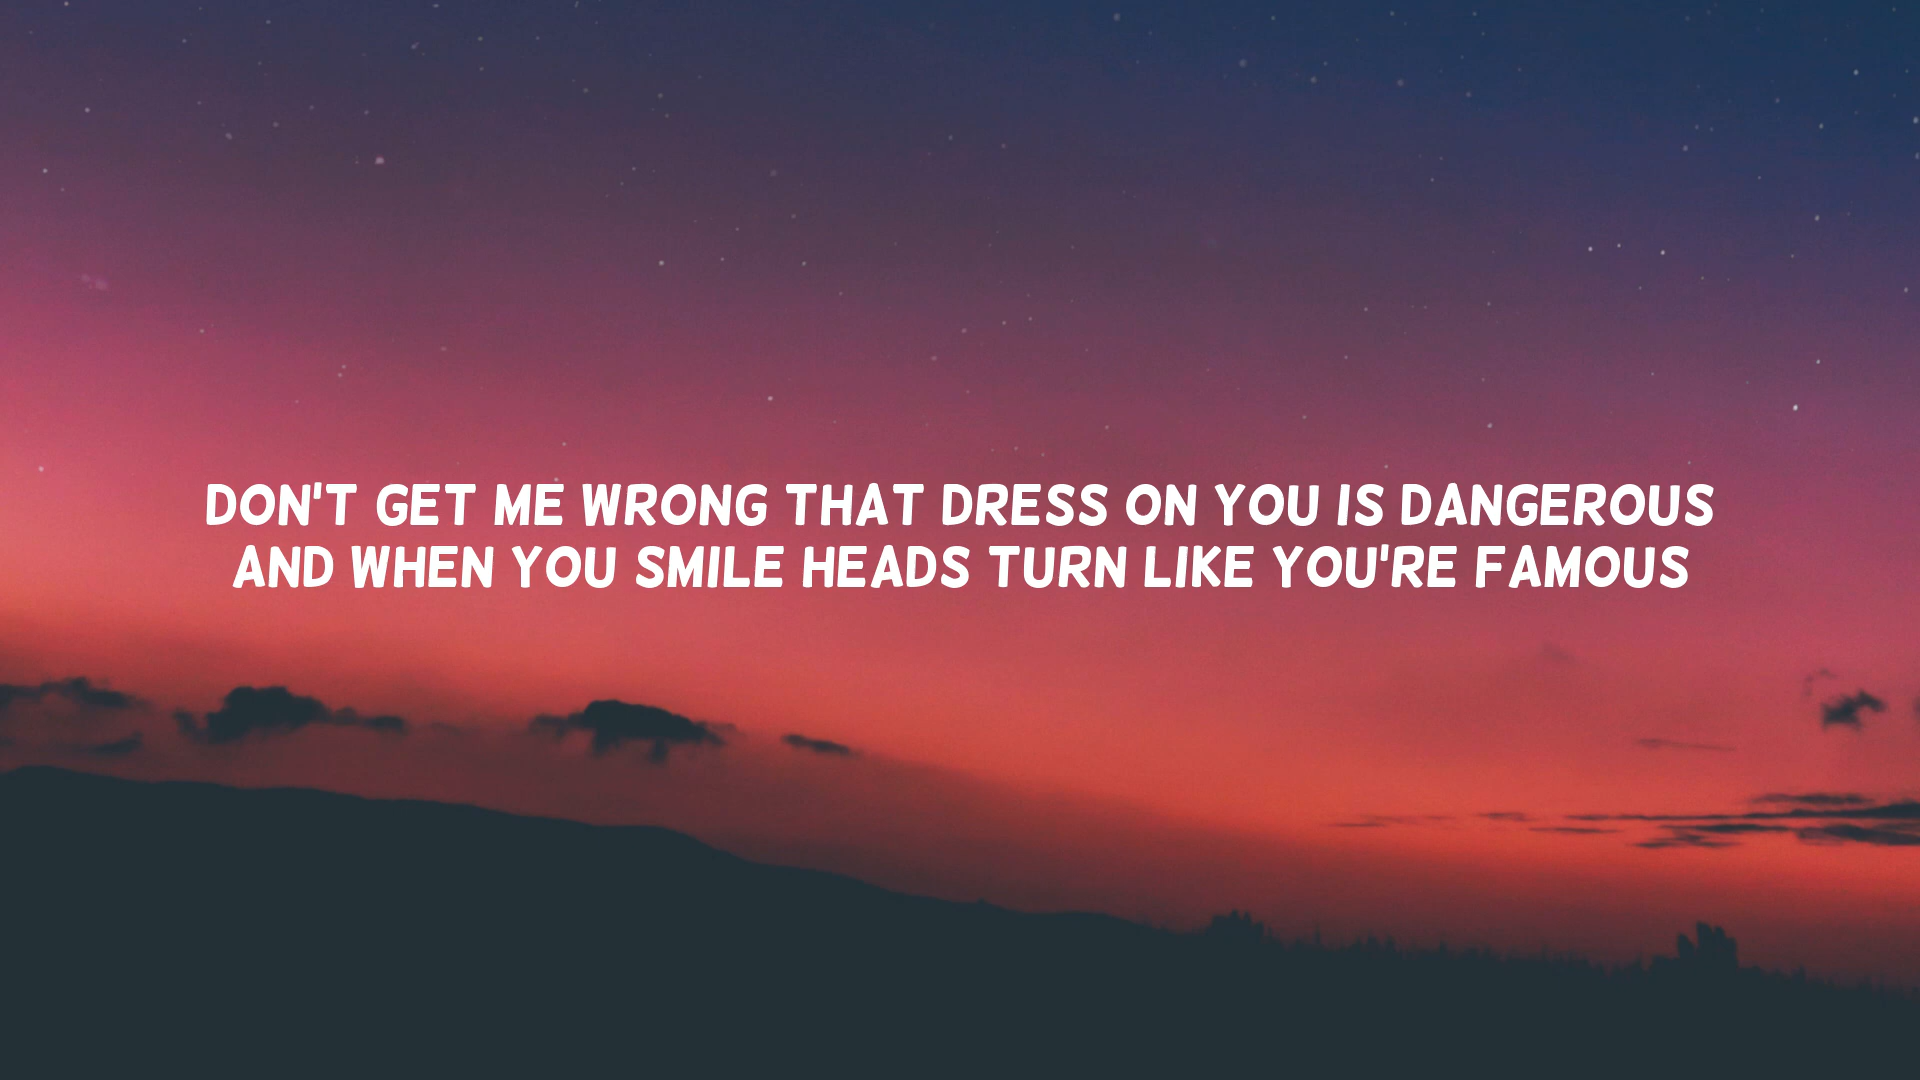 DON'T GET ME WRONG THAT DRESS ON YOU IS DANGEROUS
AND WHEN YOU SMILE HEADS TURN LIKE YOU'RE FAMOUS